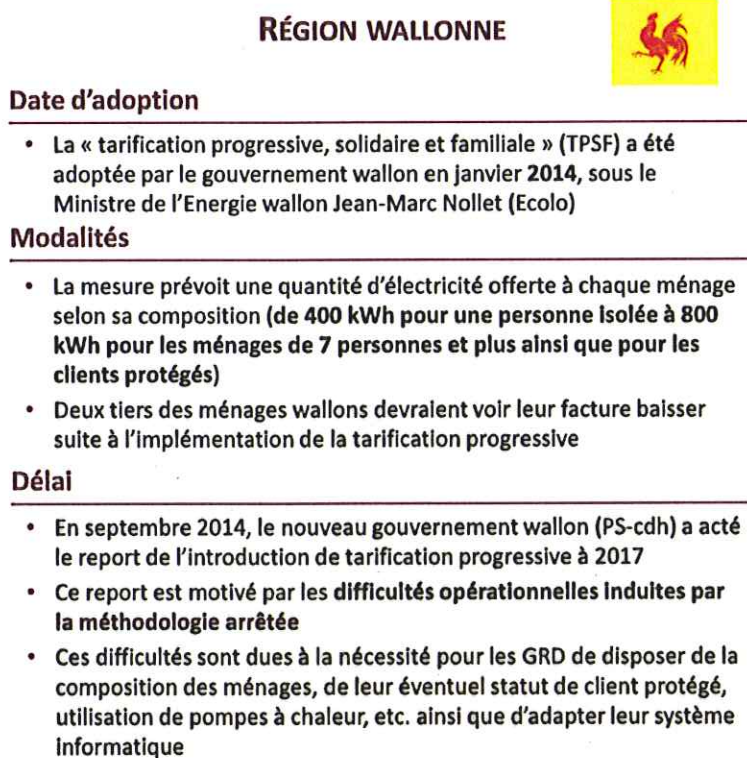 RÉGION WALLONNE
Date d'adoption
• La « tarification progressive, solidaire et familiale » (TPSF) a été
adoptée par le gouvernement wallon en janvier 2014, sous le
Ministre de l'Energie wallon Jean-Marc Nollet (Ecolo)
Modalités
• La mesure prévoit une quantité d'électricité offerte à chaque ménage
selon sa composition (de 400 kWh pour une personne isolée à 800
kWh pour les ménages de 7 personnes et plus ainsi que pour les
clients protégés)
• Deux tiers des ménages wallons devraient voir leur facture baisser
suite à l'implémentation de la tarification progressive
Délai
• En septembre 2014, le nouveau gouvernement wallon (PS-cdh) a acté
le report de l'introduction de tarification progressive à 2017
• Ce report est motivé par les difficultés opérationnelles induites par
la méthodologie arrêtée
• Ces difficultés sont dues à la nécessité pour les GRD de disposer de la
composition des ménages, de leur éventuel statut de client protégé,
utilisation de pompes à chaleur, etc. ainsi que d'adapter leur système
informatique